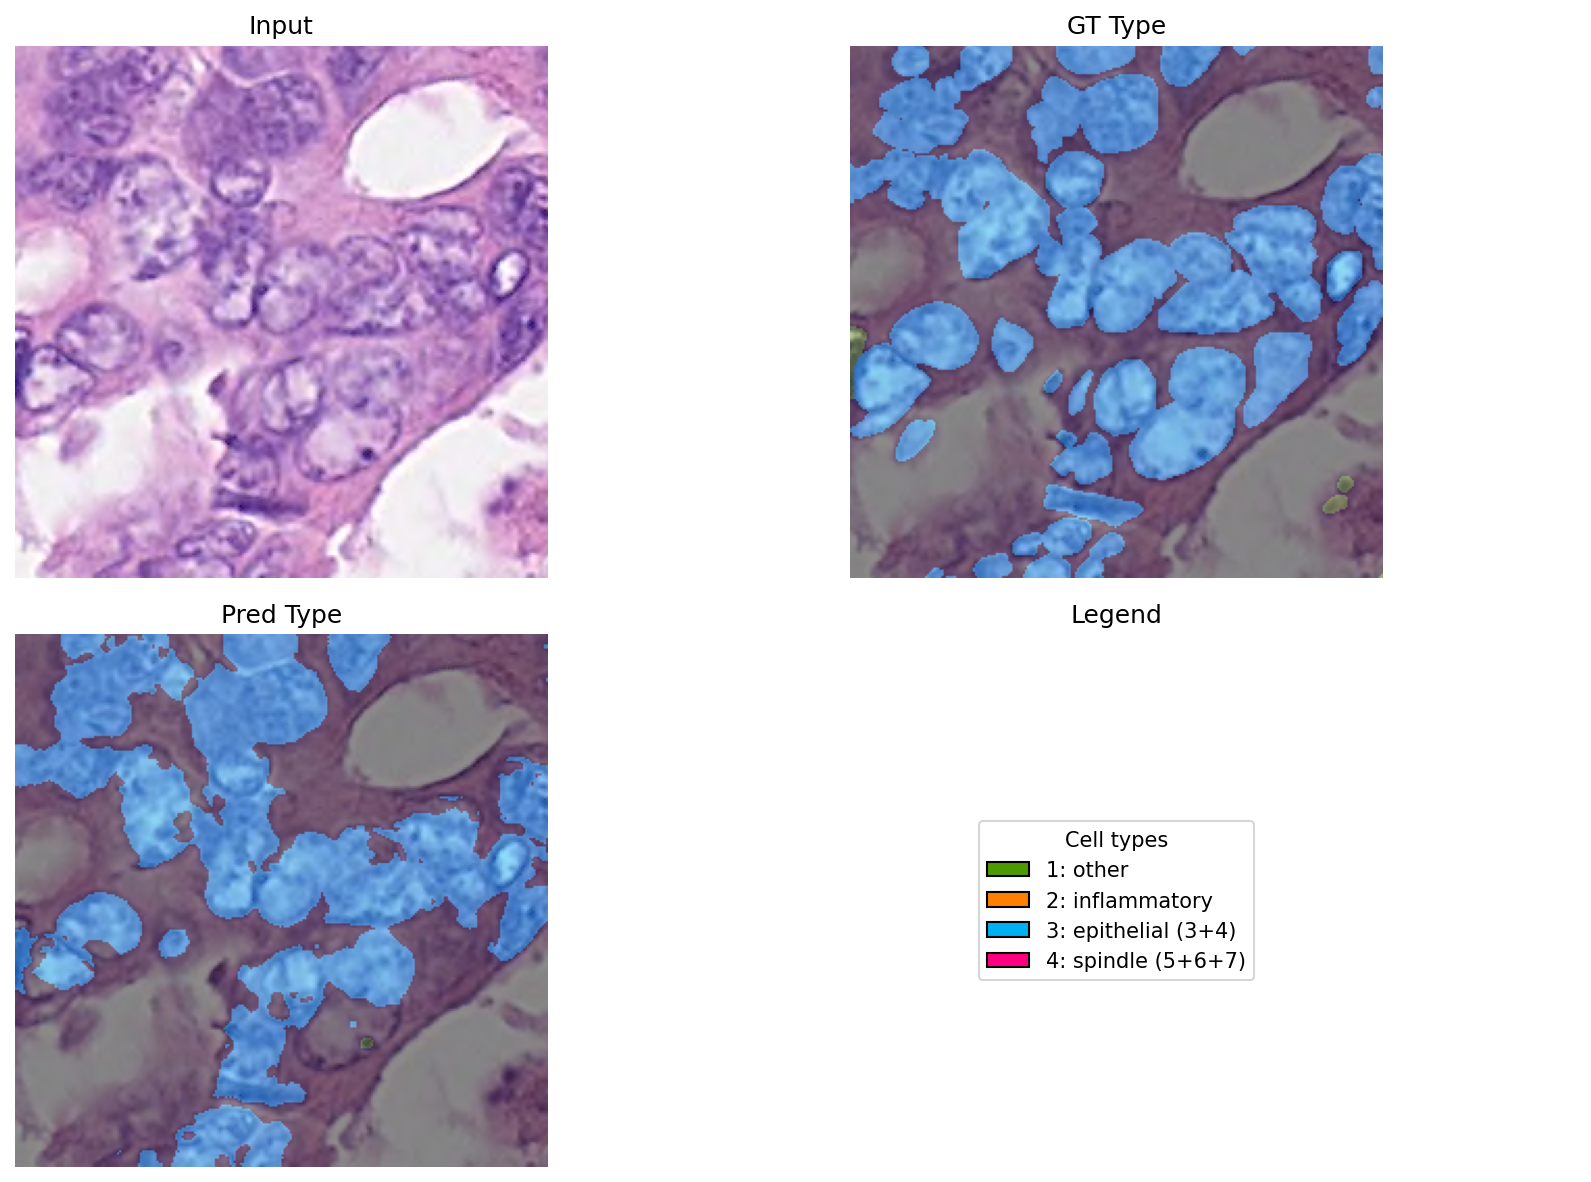 Input
GT Type
Pred Type
Legend
Cell types
1: other
2: inflammatory
3: epithelial (3+4)
4: spindle (5+6+7)